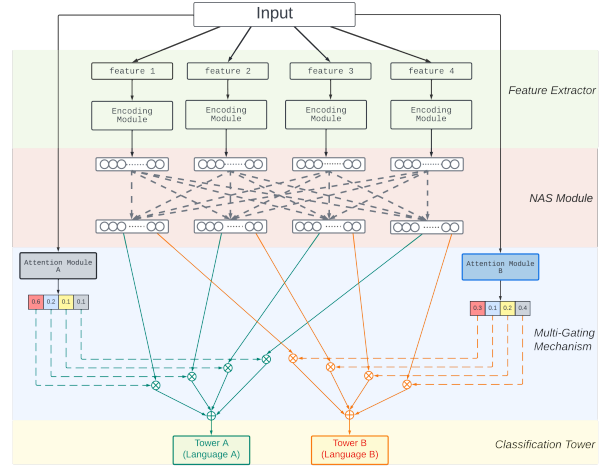 Input
feature 1
feature 2
feature 3
feature 4
Feature Extractor
Encoding
Module
Encoding
Module
Encoding
Module
Encoding
Module
NAS Module
Attention Module
A
Attention Module
B
0.6 0.2 0.1 0.1
0.3 0.1 0.2 0.4
Multi-Gating
Mechanism
Tower A
(Language A)
Tower B
(Language B)
Classification Tower